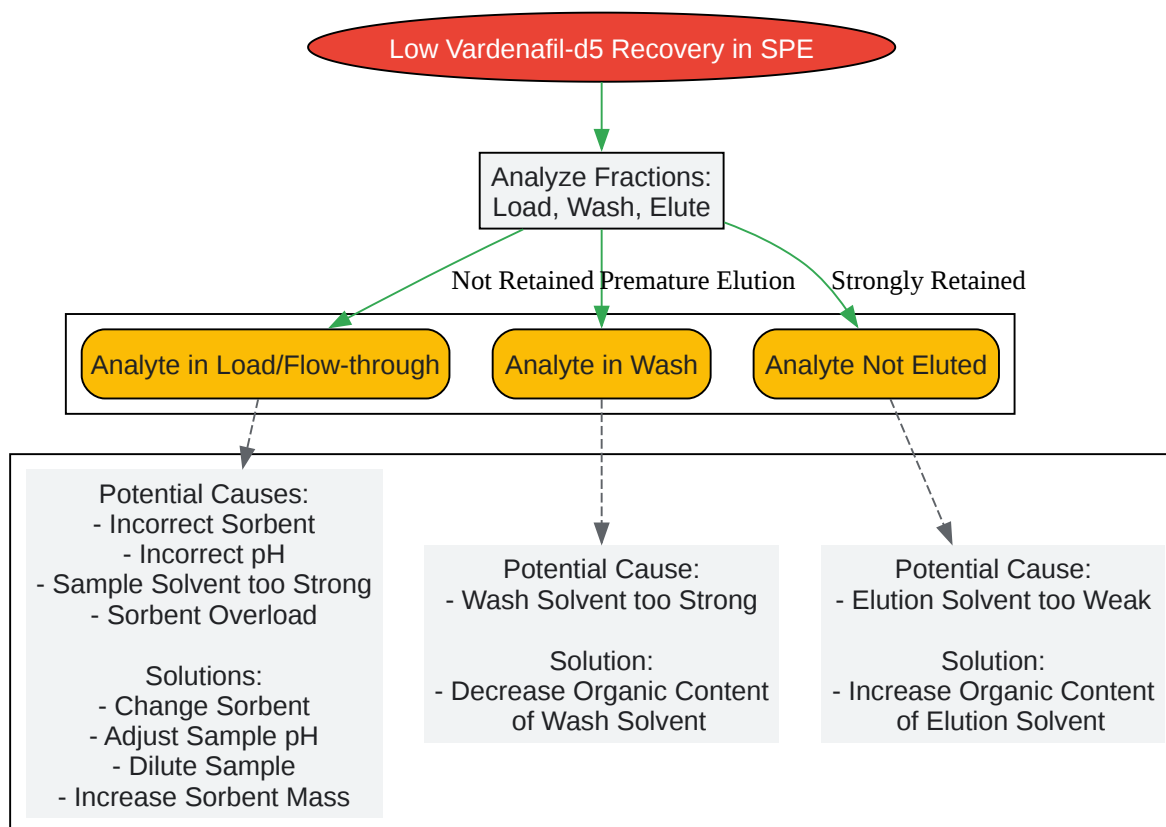 Low Vardenafil-d5 Recovery in SPE
Analyze Fractions:
Load, Wash, Elute
Not Retained
Premature Elution
Strongly Retained
Analyte in Load/Flow-through
Analyte in Wash
Analyte Not Eluted
Potential Causes:
- Incorrect Sorbent
- Incorrect pH
- Sample Solvent too Strong
- Sorbent Overload
Solutions:
- Change Sorbent
- Adjust Sample pH
- Dilute Sample
- Increase Sorbent Mass
Potential Cause:
- Wash Solvent too Strong
Solution:
- Decrease Organic Content
of Wash Solvent
Potential Cause:
- Elution Solvent too Weak
Solution:
- Increase Organic Content
of Elution Solvent